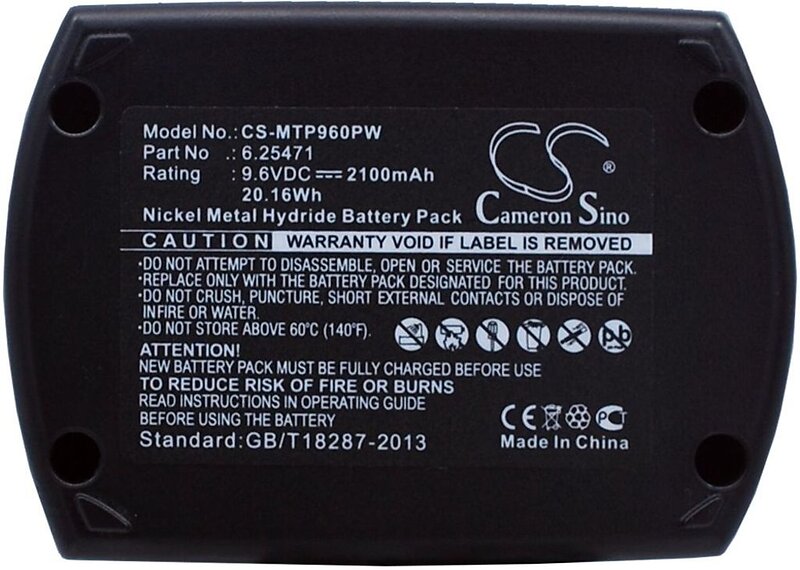 Model No.: CS-MTP960PW
Part No : 6.25471
Rating : 9.6VDC 2100mAh
20.16Wh
Nickel Metal Hydride Battery Pack
CS
®
Cameron Sino
CAUTION WARRANTY VOID IF LABEL IS REMOVED
•DO NOT ATTEMPT TO DISASSEMBLE, OPEN OR SERVICE THE BATTERY PACK.
•REPLACE ONLY WITH THE BATTERY PACK DESIGNATED FOR THIS PRODUCT.
•DO NOT CRUSH, PUNCTURE, SHORT EXTERNAL CONTACTS OR DISPOSE OF
INFIRE OR WATER.
•DO NOT STORE ABOVE 60°C (140°F).
Pb
ATTENTION!
NEW BATTERY PACK MUST BE FULLY CHARGED BEFORE USE
TO REDUCE RISK OF FIRE OR BURNS
READ INSTRUCTIONS IN OPERATING GUIDE
BEFORE USING THE BATTERY
Standard:GB/T18287-2013
CE PCT
Made In China